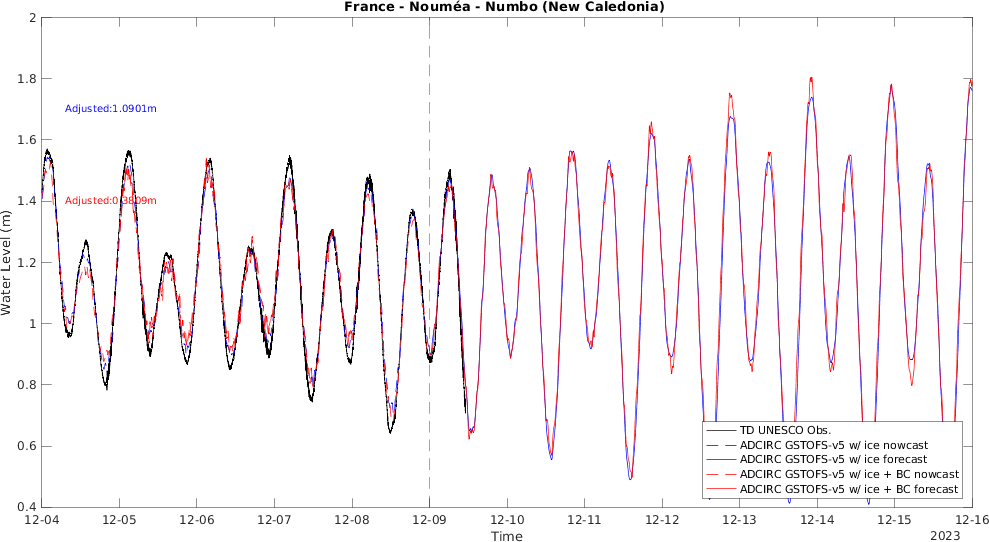 France - Nouméa - Numbo (New Caledonia)
Water Level (m)
2
1.8
1.6
1.4
1.2
1
0.8
0.6
0.4
Adjusted:1.0901m
Adjusted:0.3809m
TD UNESCO Obs.
ADCIRC GSTOFS-v5 w/ ice nowcast
ADCIRC GSTOFS-v5 w/ ice forecast
ADCIRC GSTOFS-v5 w/ ice + BC nowcast
ADCIRC GSTOFS-v5 w/ ice + BC forecast
12-04 12-05 12-06 12-07 12-08 12-09 12-10 12-11 12-12 12-13 12-14 12-15 12-16
Time
2023